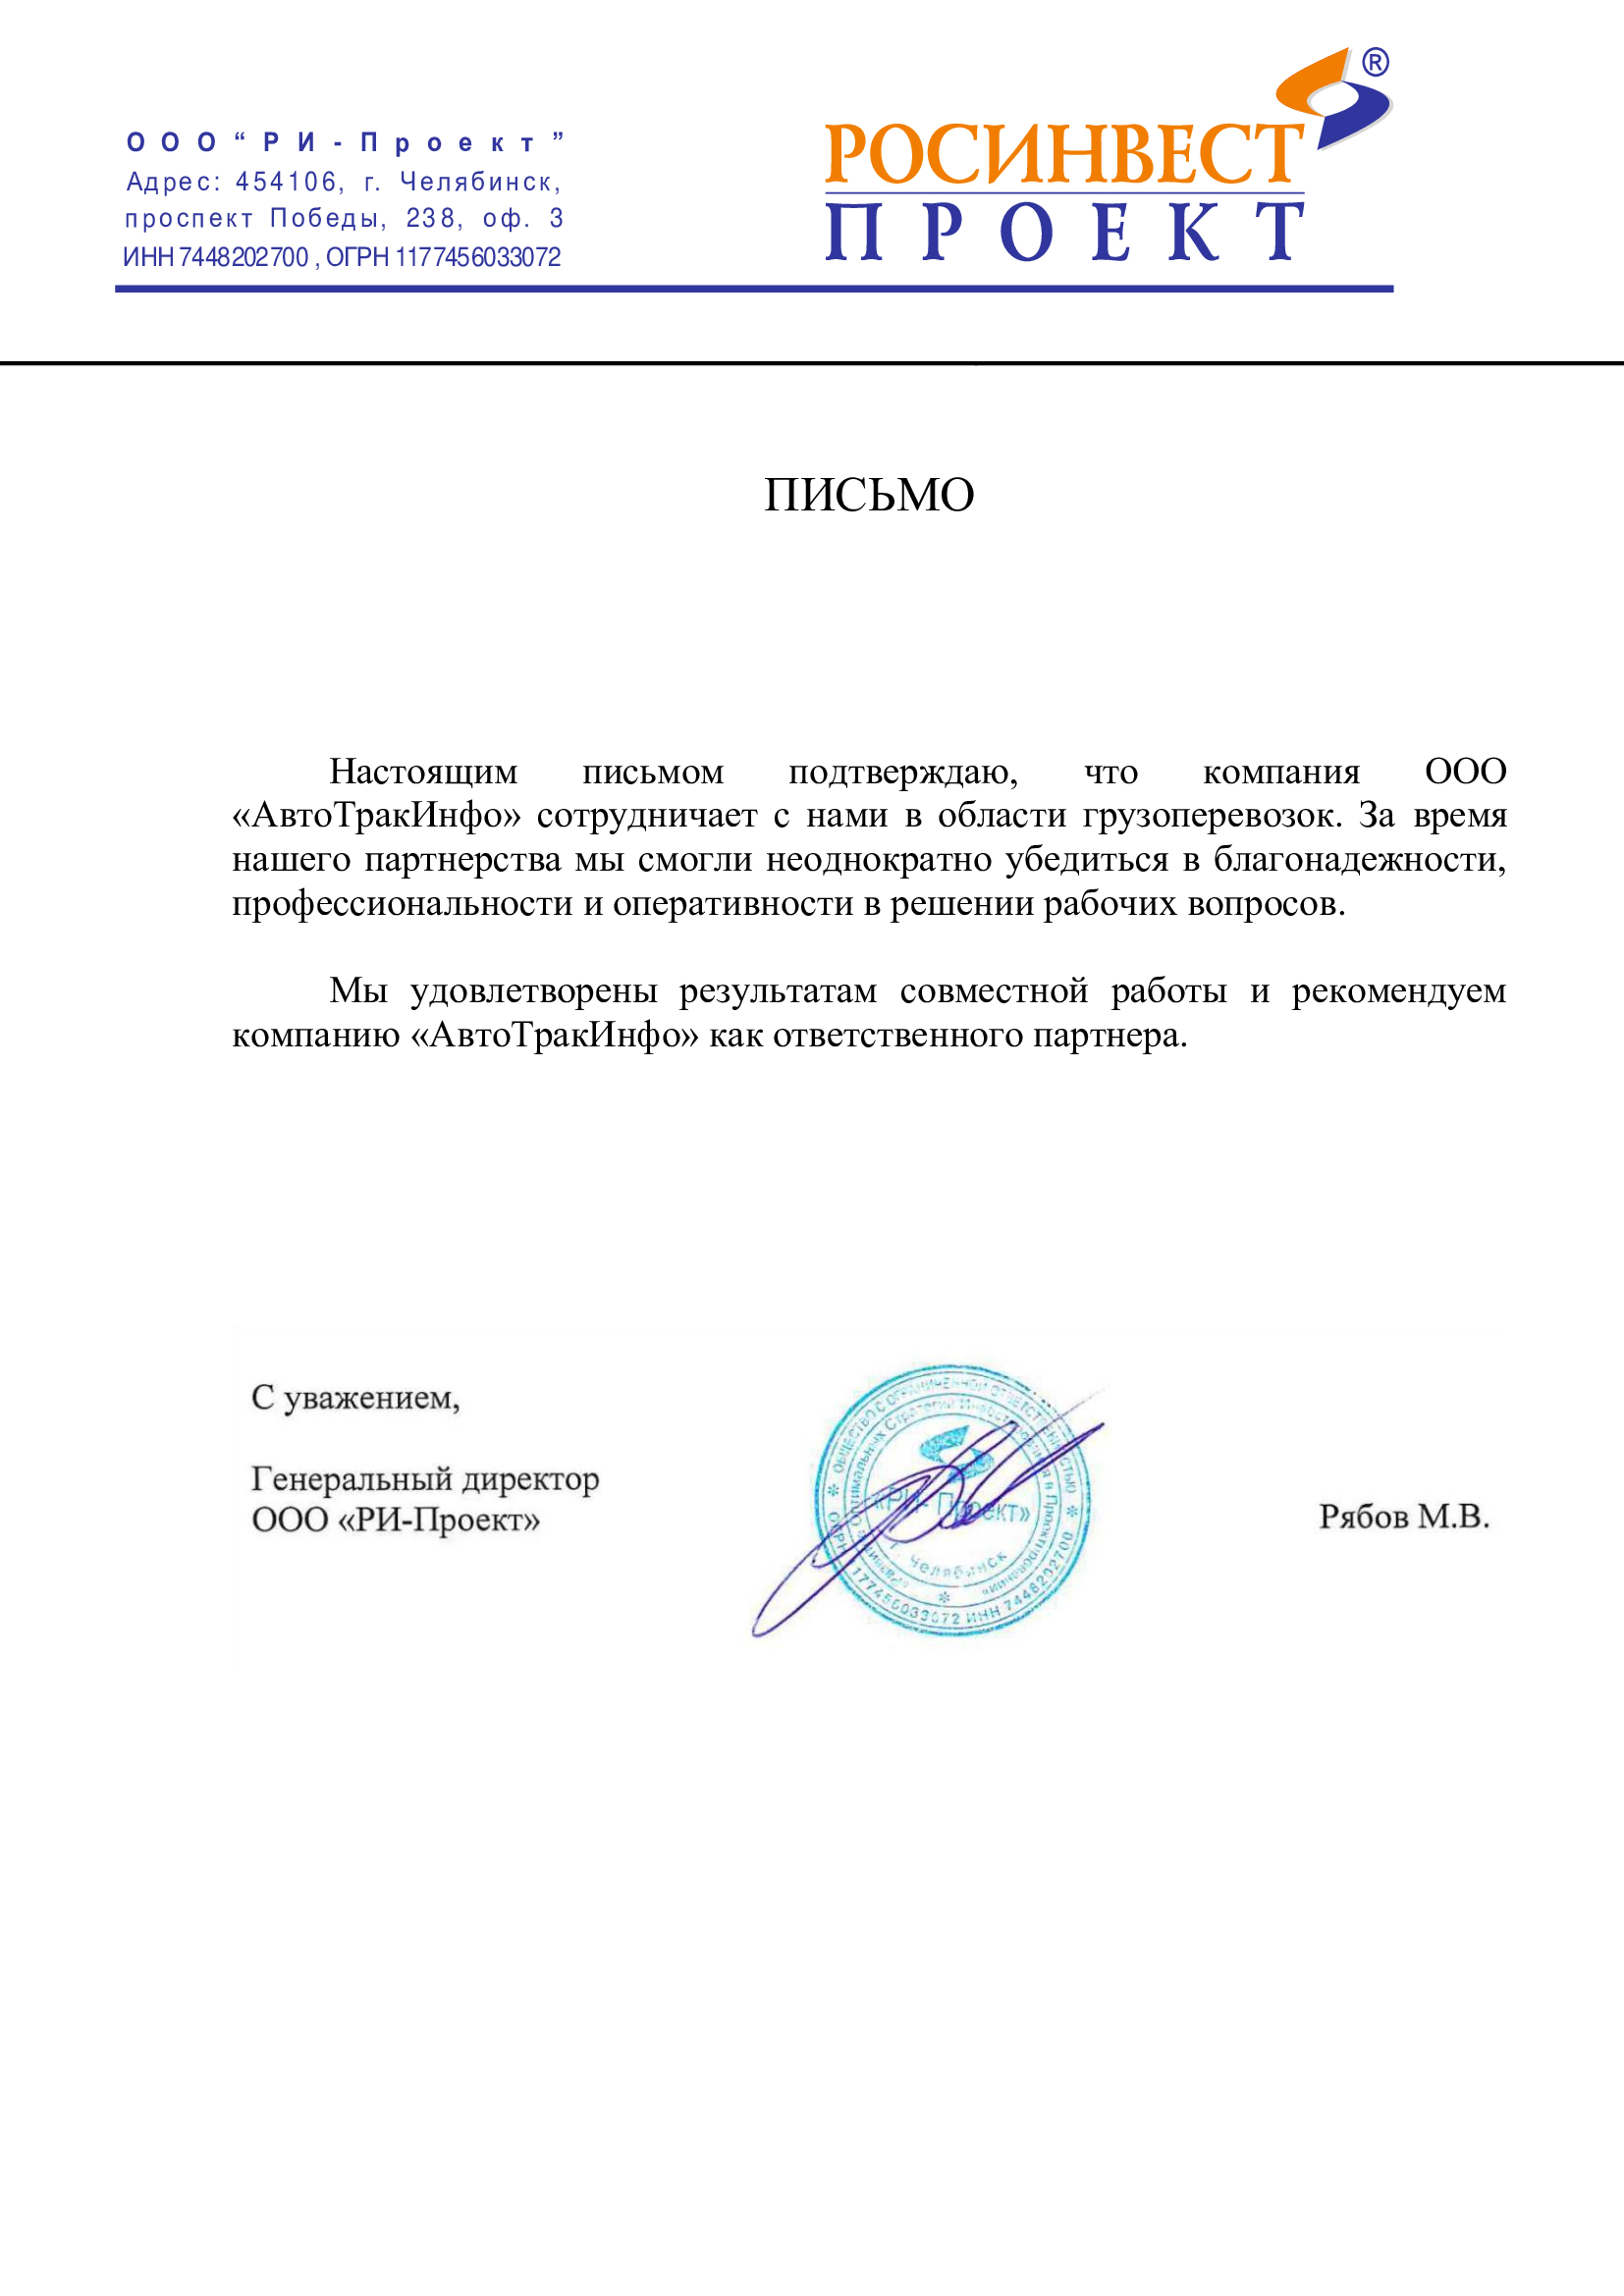 ООО “РИ-Проект”
Адрес: 454106, г. Челябинск,
проспект Победы, 238, оф. 3
ИНН 7448202700 , ОГРН 1177456033072
РОСИНВЕСТ ®
ПРОЕКТ
ПИСЬМО
Настоящим письмом подтверждаю, что компания ООО
«АвтоТракИнфо» сотрудничает с нами в области грузоперевозок. За время
нашего партнерства мы смогли неоднократно убедиться в благонадежности,
профессиональности и оперативности в решении рабочих вопросов.
Мы удовлетворены результатам совместной работы и рекомендуем
компанию «АвтоТракИнфо» как ответственного партнера.
С уважением,
Генеральный директор
ООО «РИ-Проект»
ОБЩЕСТВО С ОГРАНИЧЕННОЙ ОТВЕТСТВЕННОСТЬЮ
Оптимальных Стратегий
«РИ-Проект»
г. Челябинск
ИНН 7448202700
Рябов М.В.